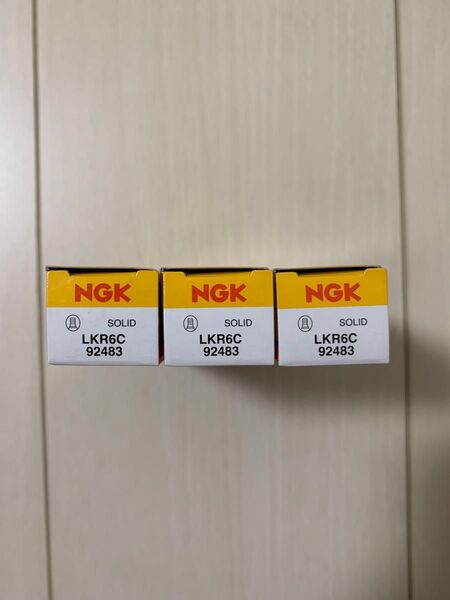 NGK
SOLID
LKR6C
92483
NGK
SOLID
LKR6C
92483
NGK
SOLID
LKR6C
92483